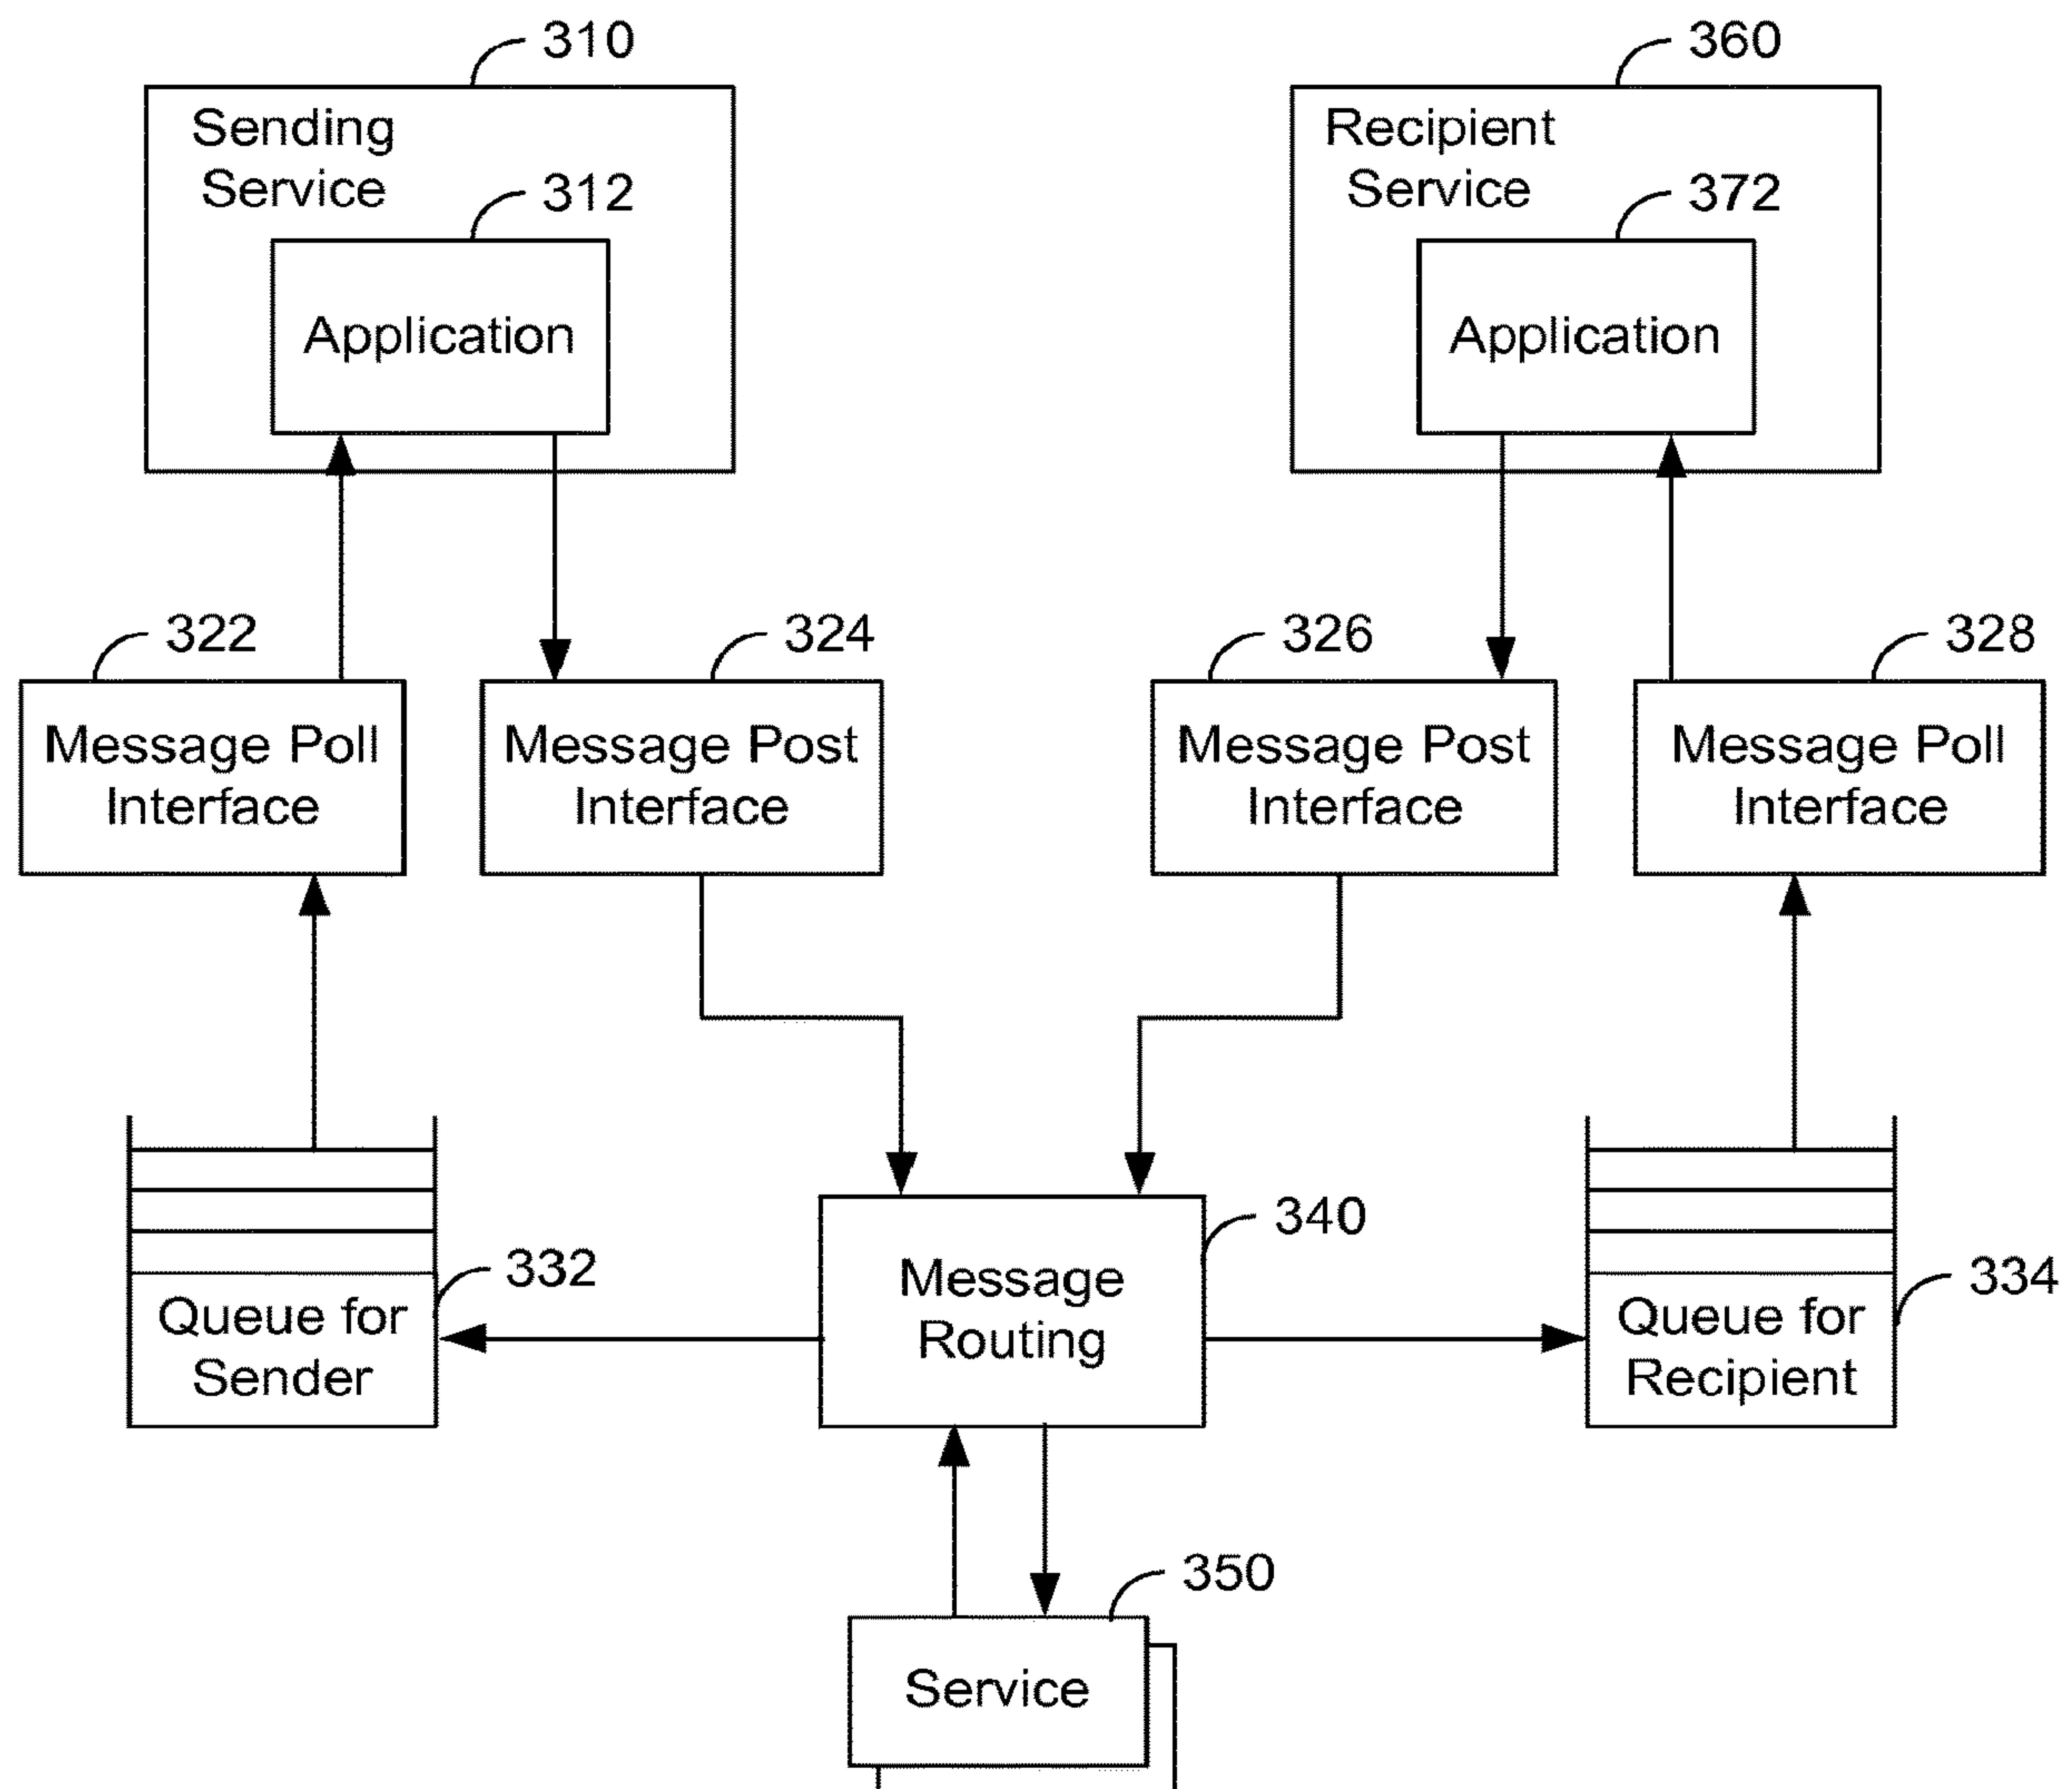 310
360
Sending
Service
312
Recipient
Service
372
Application
Application
322
324
326
328
Message Poll
Interface
Message Post
Interface
Message Post
Interface
Message Poll
Interface
332
Queue for
Sender
340
Message
Routing
334
Queue for
Recipient
350
Service